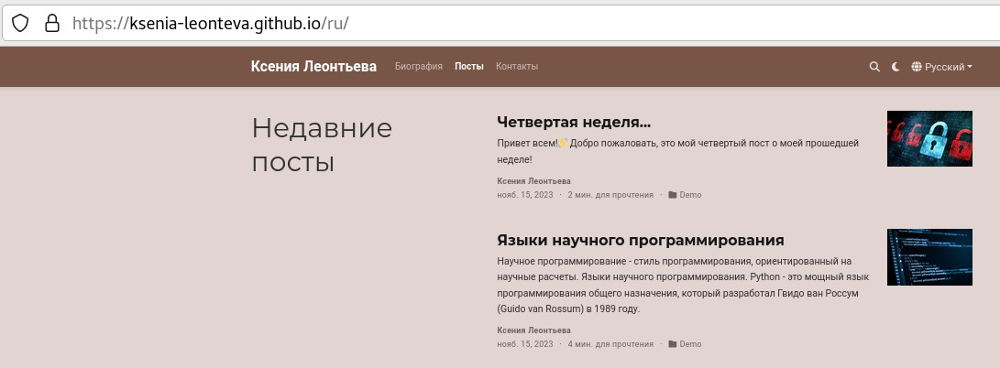 https://ksenia-leonteva.github.io/ru/
Ксения Леонтьева Биография Посты Контакты Русский
Недавние
посты
Четвертая неделя...
Привет всем!👋 Добро пожаловать, это мой четвертый пост о моей прошедшей
неделе!
Ксения Леонтьева
нояб. 15, 2023 · 2 мин. для прочтения · Demo
Языки научного программирования
Научное программирование - стиль программирования, ориентированный на
научные расчеты. Языки научного программирования. Python - это мощный язык
программирования общего назначения, который разработал Гвидо ван Россум
(Guido van Rossum) в 1989 году.
Ксения Леонтьева
нояб. 15, 2023 · 4 мин. для прочтения · Demo